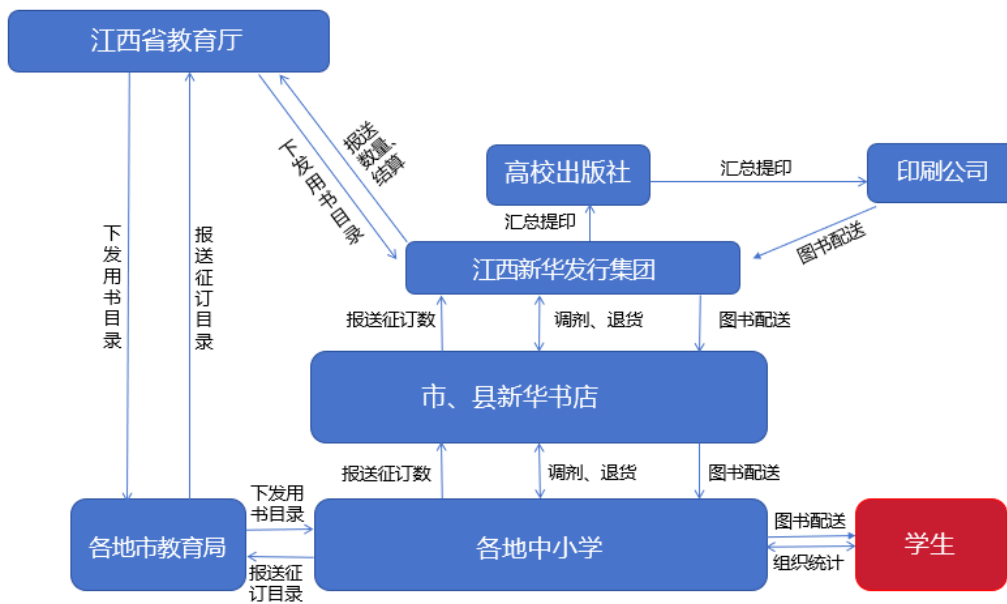 江西省教育厅
下发用书目录
报送征订目录
下发用书目录
报送
数量、
结算
高校出版社
汇总提印
印刷公司
汇总提印
图书配送
江西新华发行集团
报送征订数
调剂、退货
图书配送
市、县新华书店
报送征订数
调剂、退货
图书配送
各地市教育局
下发用
书目录
报送征
订目录
各地中小学
图书配送
组织统计
学生